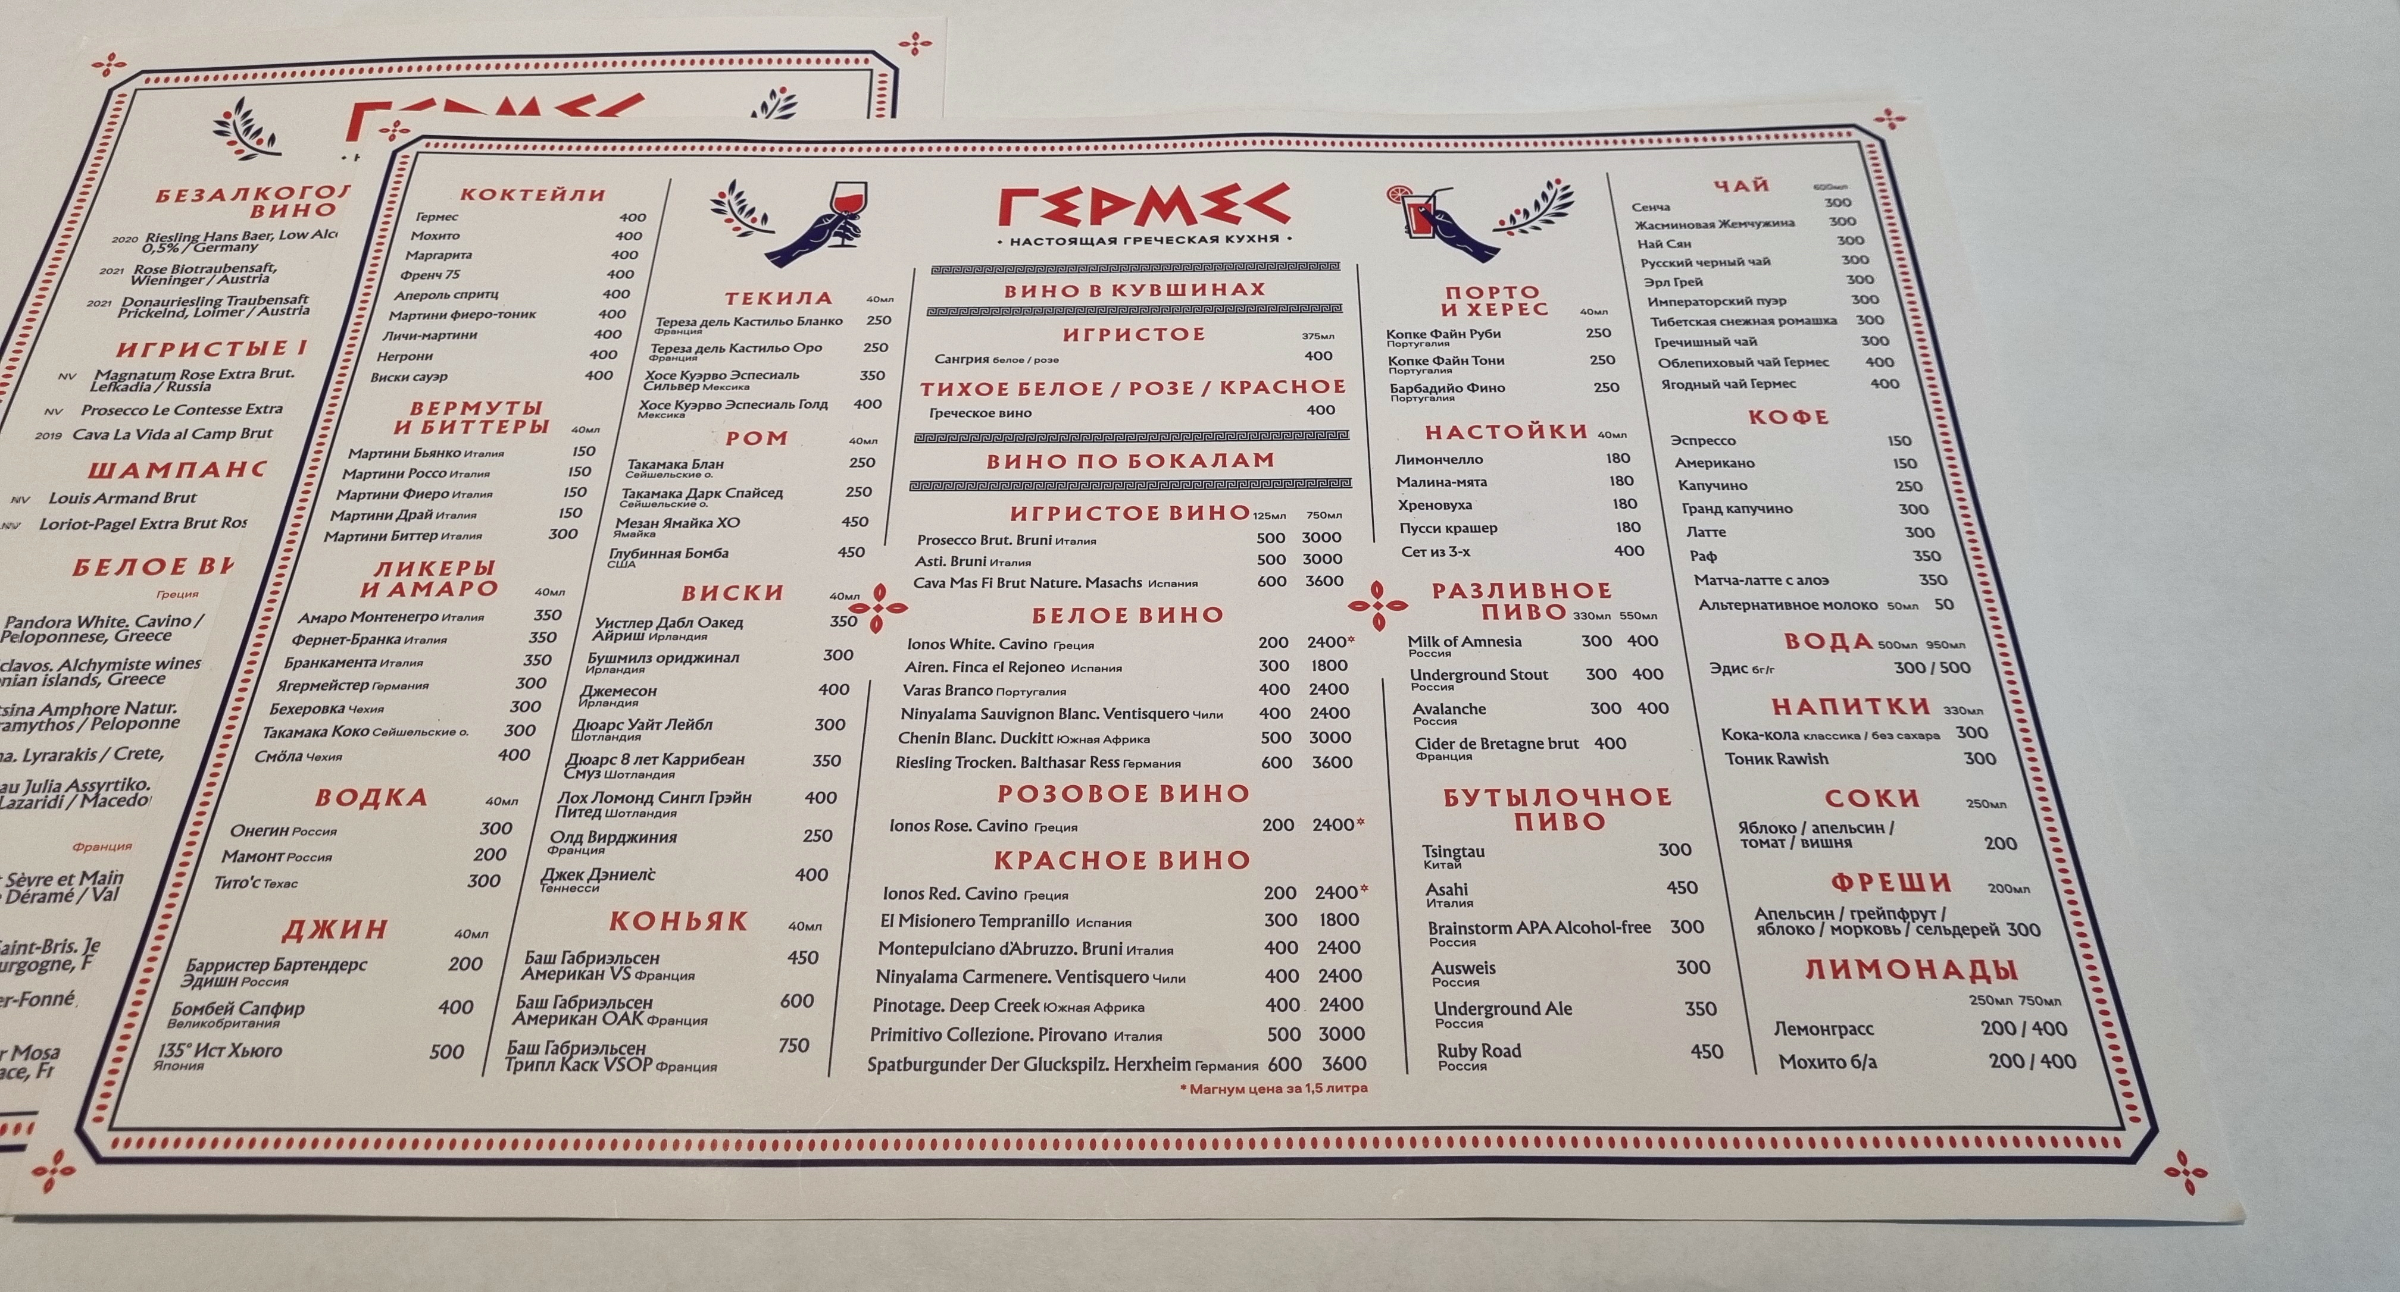 ГЕРМЕС
БЕЗАЛКОГОЛ
ВИНО
2020 Riesling Hans Baer, Low Alc
0,5% / Germany
2021 Rose Biotraubensaft,
Wieninger / Austria
2021 Donauriesling Traubensaft
Prickelnd, Loimer / Austria
ИГРИСТЫЕ
NV Magnatum Rose Extra Brut.
Lefkadia / Russia
NV Prosecco Le Contesse Extra
2019 Cava La Vida al Camp Brut
ШАМПАНС
NV Louis Armand Brut
NV Loriot-Pagel Extra Brut Ros
БЕЛОЕ ВИ
Греция
Pandora White. Cavino /
Peloponnese, Greece
clavos. Alchymiste wines
nian islands, Greece
sina Amphore Natur.
ramythos / Peloponne
na. Lyrarakis / Crete,
au Julia Assyrtiko.
Lazaridi / Macedo
Франция
Sèvre et Main
Déramé / Val
Saint-Bris. Je
urgogne, F
er-Fonné
r Mosa
ace, Fr
КОКТЕЙЛИ
Гермес 400
Мохито 400
Маргарита 400
Френч 75 400
Апероль спритц 400
Мартини фиеро-тоник 400
Личи-мартини 400
Негрони 400
Виски сауэр 400
ВЕРМУТЫ
И БИТТЕРЫ 40мл
Мартини Бьянко Италия 150
Мартини Россо Италия 150
Мартини Фиеро Италия 150
Мартини Драй Италия 150
Мартини Биттер Италия 300
ЛИКЕРЫ
И АМАРО 40мл
Амаро Монтенегро Италия 350
Фернет-Бранка Италия 350
Бранкамента Италия 350
Ягермейстер Германия 300
Бехеровка Чехия 300
Такамака Коко Сейшельские о. 300
Смóла Чехия 400
ВОДКА 40мл
Онегин Россия 300
Мамонт Россия 200
Тито'с Техас 300
ДЖИН 40мл
Барристер Бартендерс 200
Эдишн Россия
Бомбей Сапфир 400
Великобритания
135° Ист Хьюго 500
Япония
ТЕКИЛА 40мл
Тереза дель Кастильо Бланко 250
Франция
Тереза дель Кастильо Оро 250
Франция
Хосе Куэрво Эспесиаль 350
Сильвер Мексика
Хосе Куэрво Эспесиаль Голд 400
Мексика
РОМ 40мл
Такамака Блан 250
Сейшельские о.
Такамака Дарк Спайсед 250
Сейшельские о.
Мезан Ямайка ХО 450
Ямайка
Глубинная Бомба 450
США
ВИСКИ 40мл
Уистлер Дабл Оакед 350
Айриш Ирландия
Бушмилз ориджинал 300
Ирландия
Джемесон 400
Ирландия
Дюарс Уайт Лейбл 300
Шотландия
Дюарс 8 лет Каррибеан 350
Смуз Шотландия
Лох Ломонд Сингл Грэйн 400
Питед Шотландия
Олд Вирджиния 250
Франция
Джек Дэниелс 400
Теннесси
КОНЬЯК 40мл
Баш Габриэльсен 450
Американ VS Франция
Баш Габриэльсен 600
Американ OAK Франция
Баш Габриэльсен 750
Трипл Каск VSOP Франция
ГЕРМЕС
• НАСТОЯЩАЯ ГРЕЧЕСКАЯ КУХНЯ •
ВИНО В КУВШИНАХ
ИГРИСТОЕ 375мл
Сангрия белое / розе 400
ТИХОЕ БЕЛОЕ / РОЗЕ / КРАСНОЕ
Греческое вино 400
ВИНО ПО БОКАЛАМ
ИГРИСТОЕ ВИНО 125мл 750мл
Prosecco Brut. Bruni Италия 500 3000
Asti. Bruni Италия 500 3000
Cava Mas Fi Brut Nature. Masachs Испания 600 3600
БЕЛОЕ ВИНО
Ionos White. Cavino Греция 200 2400*
Airen. Finca el Rejoneo Испания 300 1800
Varas Branco Португалия 400 2400
Ninyalama Sauvignon Blanc. Ventisquero Чили 400 2400
Chenin Blanc. Duckitt Южная Африка 500 3000
Riesling Trocken. Balthasar Ress Германия 600 3600
РОЗОВОЕ ВИНО
Ionos Rose. Cavino Греция 200 2400*
КРАСНОЕ ВИНО
Ionos Red. Cavino Греция 200 2400*
El Misionero Tempranillo Испания 300 1800
Montepulciano d'Abruzzo. Bruni Италия 400 2400
Ninyalama Carmenere. Ventisquero Чили 400 2400
Pinotage. Deep Creek Южная Африка 400 2400
Primitivo Collezione. Pirovano Италия 500 3000
Spatburgunder Der Gluckspilz. Herxheim Германия 600 3600
* Магнум цена за 1,5 литра
ПОРТО
И ХЕРЕС 40мл
Копке Файн Руби 250
Португалия
Копке Файн Тони 250
Португалия
Барбадийо Фино 250
Португалия
НАСТОЙКИ 40мл
Лимончелло 180
Малина-мята 180
Хреновуха 180
Пусси крашер 180
Сет из 3-х 400
РАЗЛИВНОЕ
ПИВО 330мл 550мл
Milk of Amnesia 300 400
Россия
Underground Stout 300 400
Россия
Avalanche 300 400
Россия
Cider de Bretagne brut 400
Франция
БУТЫЛОЧНОЕ
ПИВО
Tsingtau 300
Китай
Asahi 450
Италия
Brainstorm APA Alcohol-free 300
Россия
Ausweis 300
Россия
Underground Ale 350
Россия
Ruby Road 450
Россия
ЧАЙ 600мл
Сенча 300
Жасминовая Жемчужина 300
Най Сян 300
Русский черный чай 300
Эрл Грей 300
Императорский пуэр 300
Тибетская снежная ромашка 300
Гречишный чай 300
Облепиховый чай Гермес 400
Ягодный чай Гермес 400
КОФЕ
Эспрессо 150
Американо 150
Капучино 250
Гранд капучино 300
Латте 300
Раф 350
Матча-латте с алоэ 350
Альтернативное молоко 50мл 50
ВОДА 500мл 950мл
Эдис бг/г 300 / 500
НАПИТКИ 330мл
Кока-кола классика / без сахара 300
Тоник Rawish 300
СОКИ 250мл
Яблоко / апельсин /
томат / вишня 200
ФРЕШИ 200мл
Апельсин / грейпфрут /
яблоко / морковь / сельдерей 300
ЛИМОНАДЫ
250мл 750мл
Лемонграсс 200 / 400
Мохито б/а 200 / 400